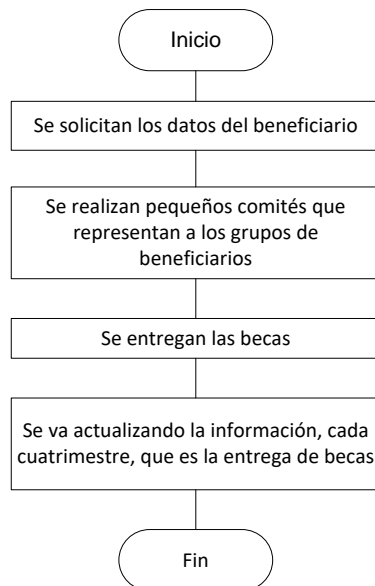 Inicio
Se solicitan los datos del beneficiario
Se realizan pequeños comités que
representan a los grupos de
beneficiarios
Se entregan las becas
Se va actualizando la información, cada
cuatrimestre, que es la entrega de becas
Fin